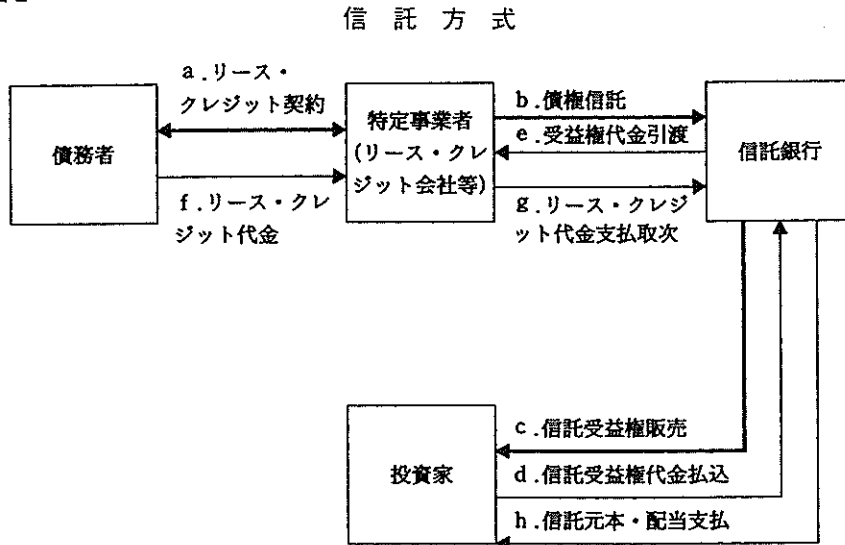 信託方式
a.リース・
クレジット契約
債務者
f.リース・クレ
ジット代金
特定事業者
(リース・クレ
ジット会社等)
b.債権信託
e.受益権代金引渡
g.リース・クレジ
ット代金支払取次
信託銀行
投資家
c.信託受益権販売
d.信託受益権代金払込
h.信託元本・配当支払